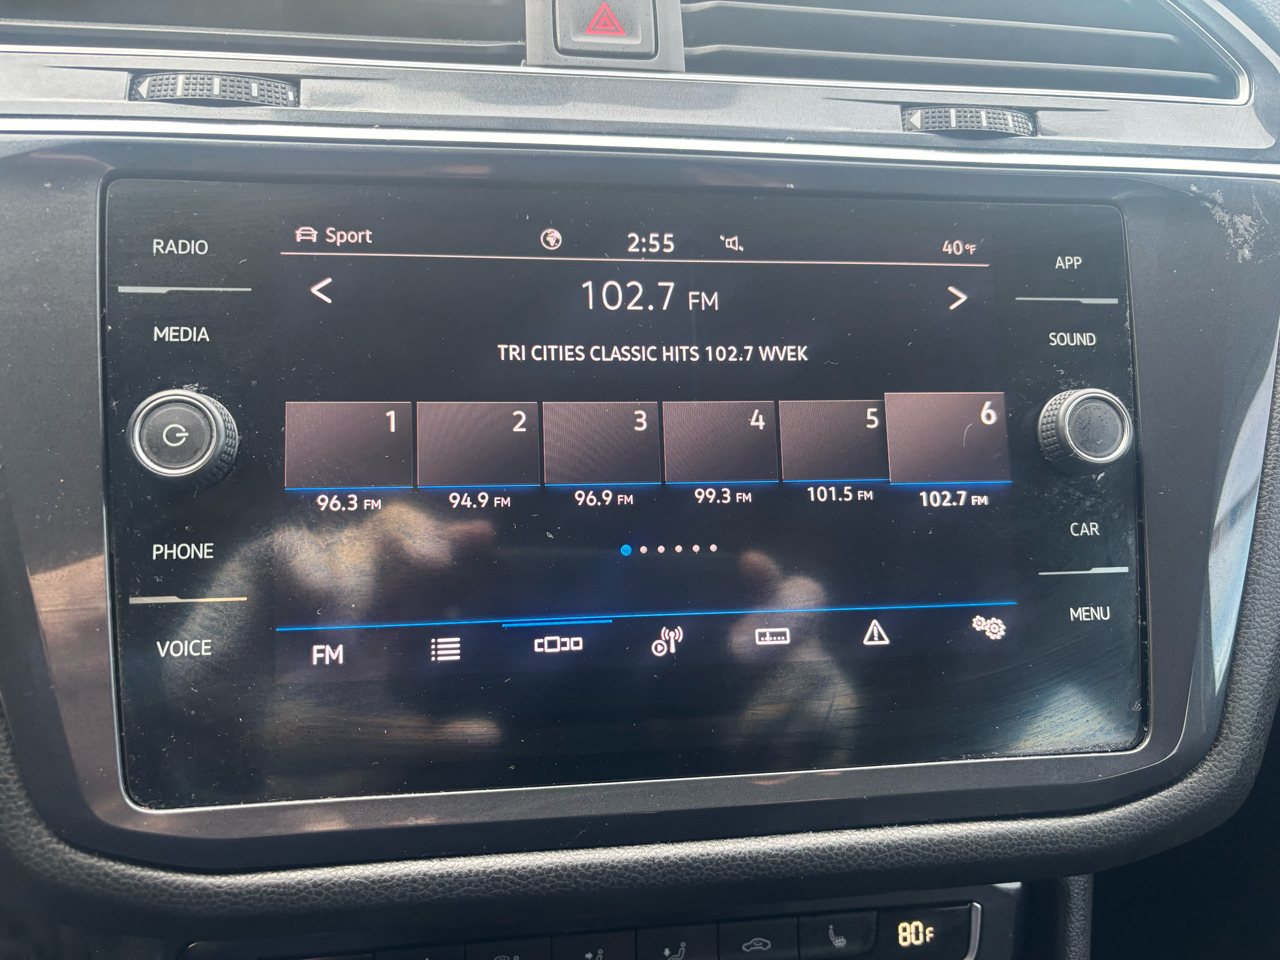 RADIO
MEDIA
PHONE
VOICE
Sport 2:55 40°F
< 102.7 FM >
TRI CITIES CLASSIC HITS 102.7 WVEK
1 2 3 4 5 6
96.3 FM 94.9 FM 96.9 FM 99.3 FM 101.5 FM 102.7 FM
FM
APP
SOUND
CAR
MENU
80°F